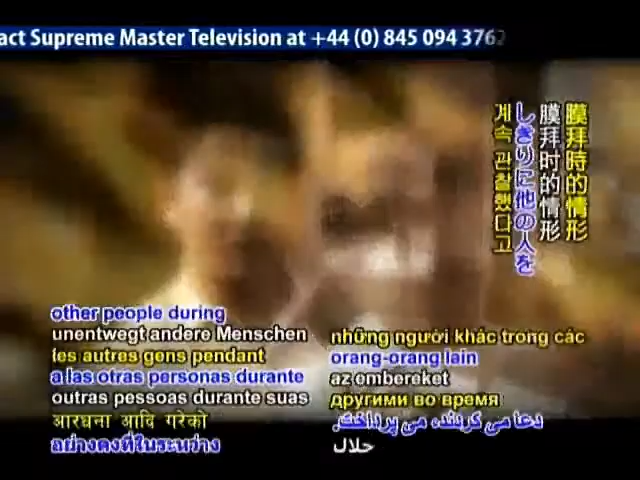 act Supreme Master Television at +44 (0) 845 094 3762
膜拜時的情形
膜拜时的情形
しきりに他の人を
계속 관찰했다고
other people during
unentwegt andere Menschen
les autres gens pendant
a las otras personas durante
outras pessoas durante suas
आराधना आदि गरेको
อย่างคงที่ในระหว่าง
những người khác trong các
orang-orang lain
az embereket
другими во время
دعا می کردند، می پرداخت.
خلال